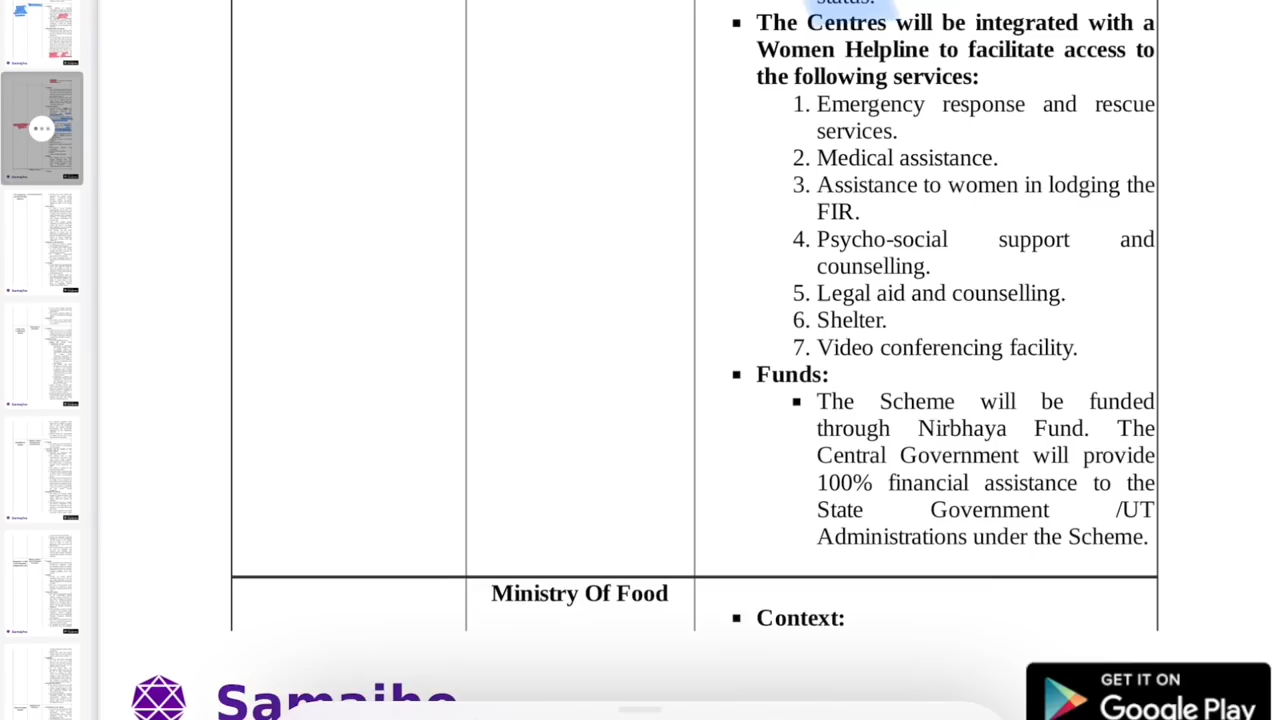 status.
▪ The Centres will be integrated with a
Women Helpline to facilitate access to
the following services:
1. Emergency response and rescue
services.
2. Medical assistance.
3. Assistance to women in lodging the
FIR.
4. Psycho-social support and
counselling.
5. Legal aid and counselling.
6. Shelter.
7. Video conferencing facility.
▪ Funds:
▪ The Scheme will be funded
through Nirbhaya Fund. The
Central Government will provide
100% financial assistance to the
State Government /UT
Administrations under the Scheme.
Ministry Of Food
▪ Context:
Samajho
GET IT ON
Google Play